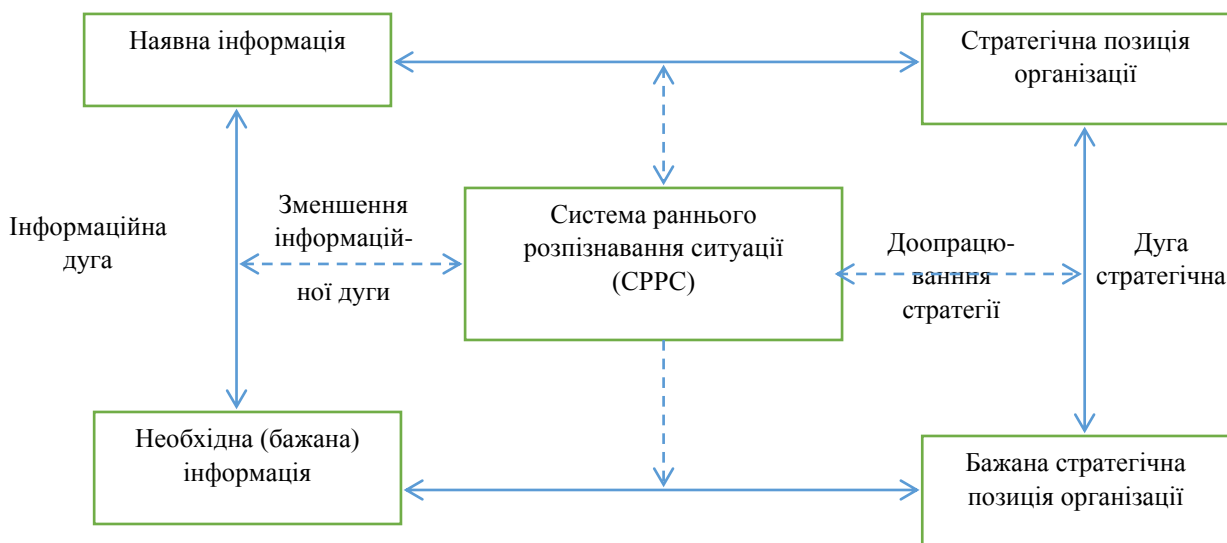 Наявна інформація
Стратегічна позиція
організації
Інформаційна
дуга
Зменшення
інформацій-
ної дуги
Система раннього
розпізнавання ситуації
(СРРС)
Доопрацю-
ванння
стратегії
Дуга
стратегічна
Необхідна (бажана)
інформація
Бажана стратегічна
позиція організації